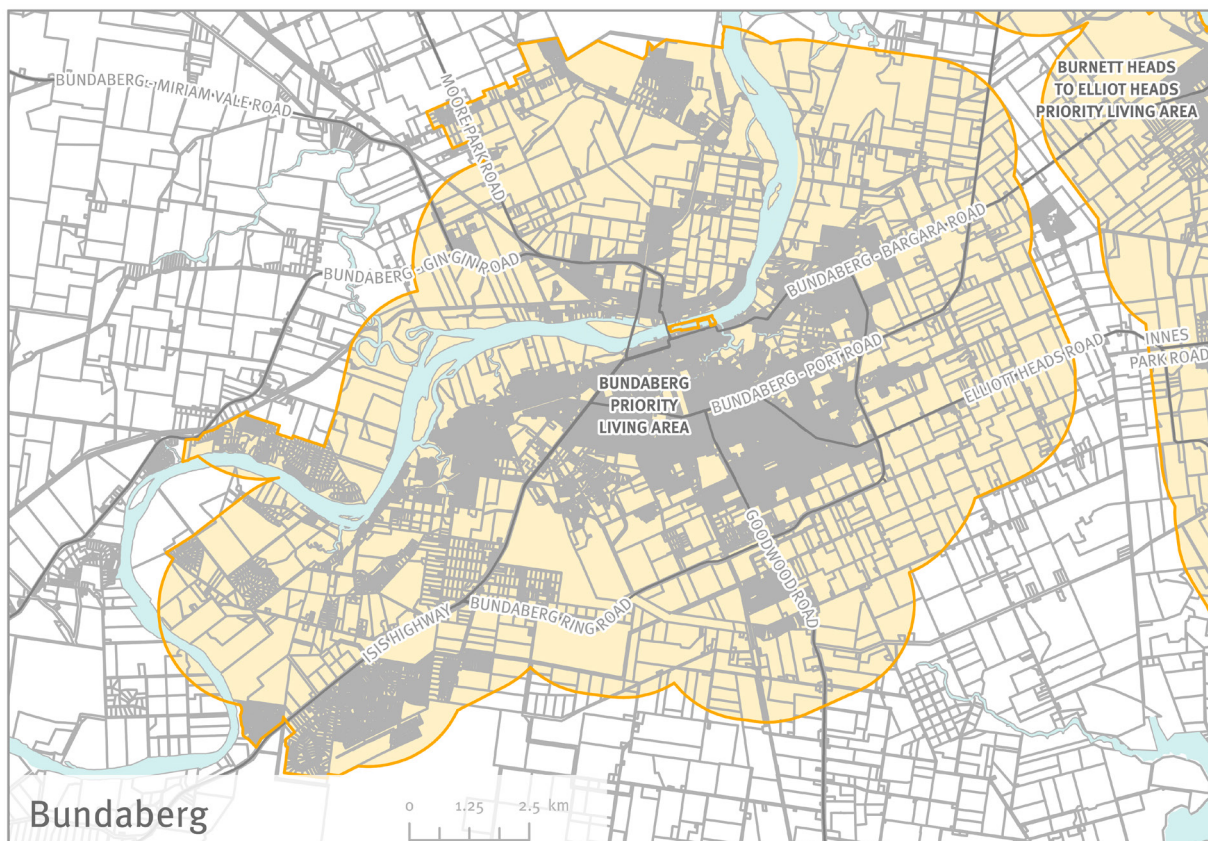 BUNDABERG - MIRIAM VALE ROAD
MOORE PARK ROAD
BURNETT HEADS
TO ELLIOT HEADS
PRIORITY LIVING AREA
BUNDABERG - GIN GIN ROAD
BUNDABERG - BARGARA ROAD
BUNDABERG - PORT ROAD
ELLIOTT HEADS ROAD
INNES
PARK ROAD
BUNDABERG
PRIORITY
LIVING AREA
GOODWOOD ROAD
ISIS HIGHWAY
BUNDABERG RING ROAD
Bundaberg
0 1.25 2.5 km